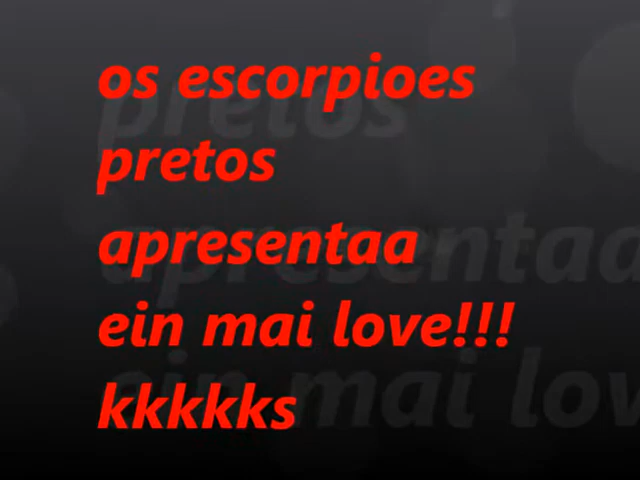 os escorpioes
pretos
apresentaa
ein mai love!!!
kkkkks